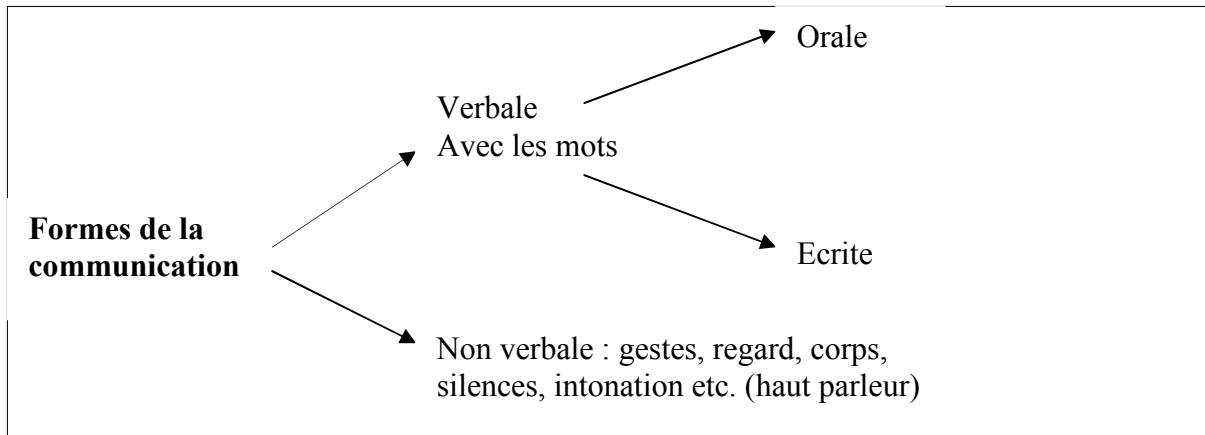 Orale
Verbale
Avec les mots
Formes de la
communication
Ecrite
Non verbale : gestes, regard, corps,
silences, intonation etc. (haut parleur)